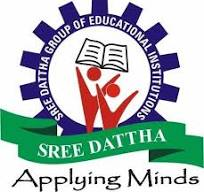 SREE DATTHA GROUP OF EDUCATIONAL INSTITUTIONS
SREE DATTHA
Applying Minds